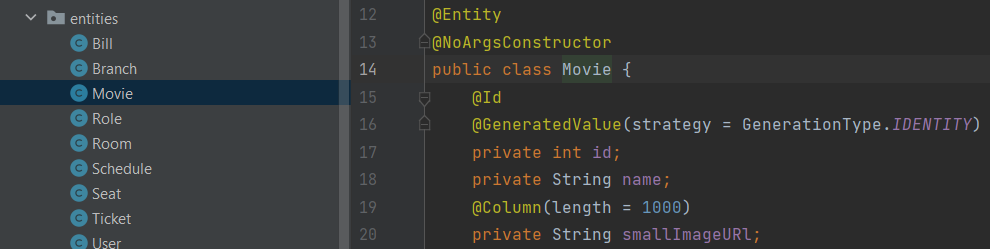 entities
Bill
Branch
Movie
Role
Room
Schedule
Seat
Ticket
User
12 @Entity
13 @NoArgsConstructor
14 public class Movie {
15 @Id
16 @GeneratedValue(strategy = GenerationType.IDENTITY)
17 private int id;
18 private String name;
19 @Column(length = 1000)
20 private String smallImageURl;